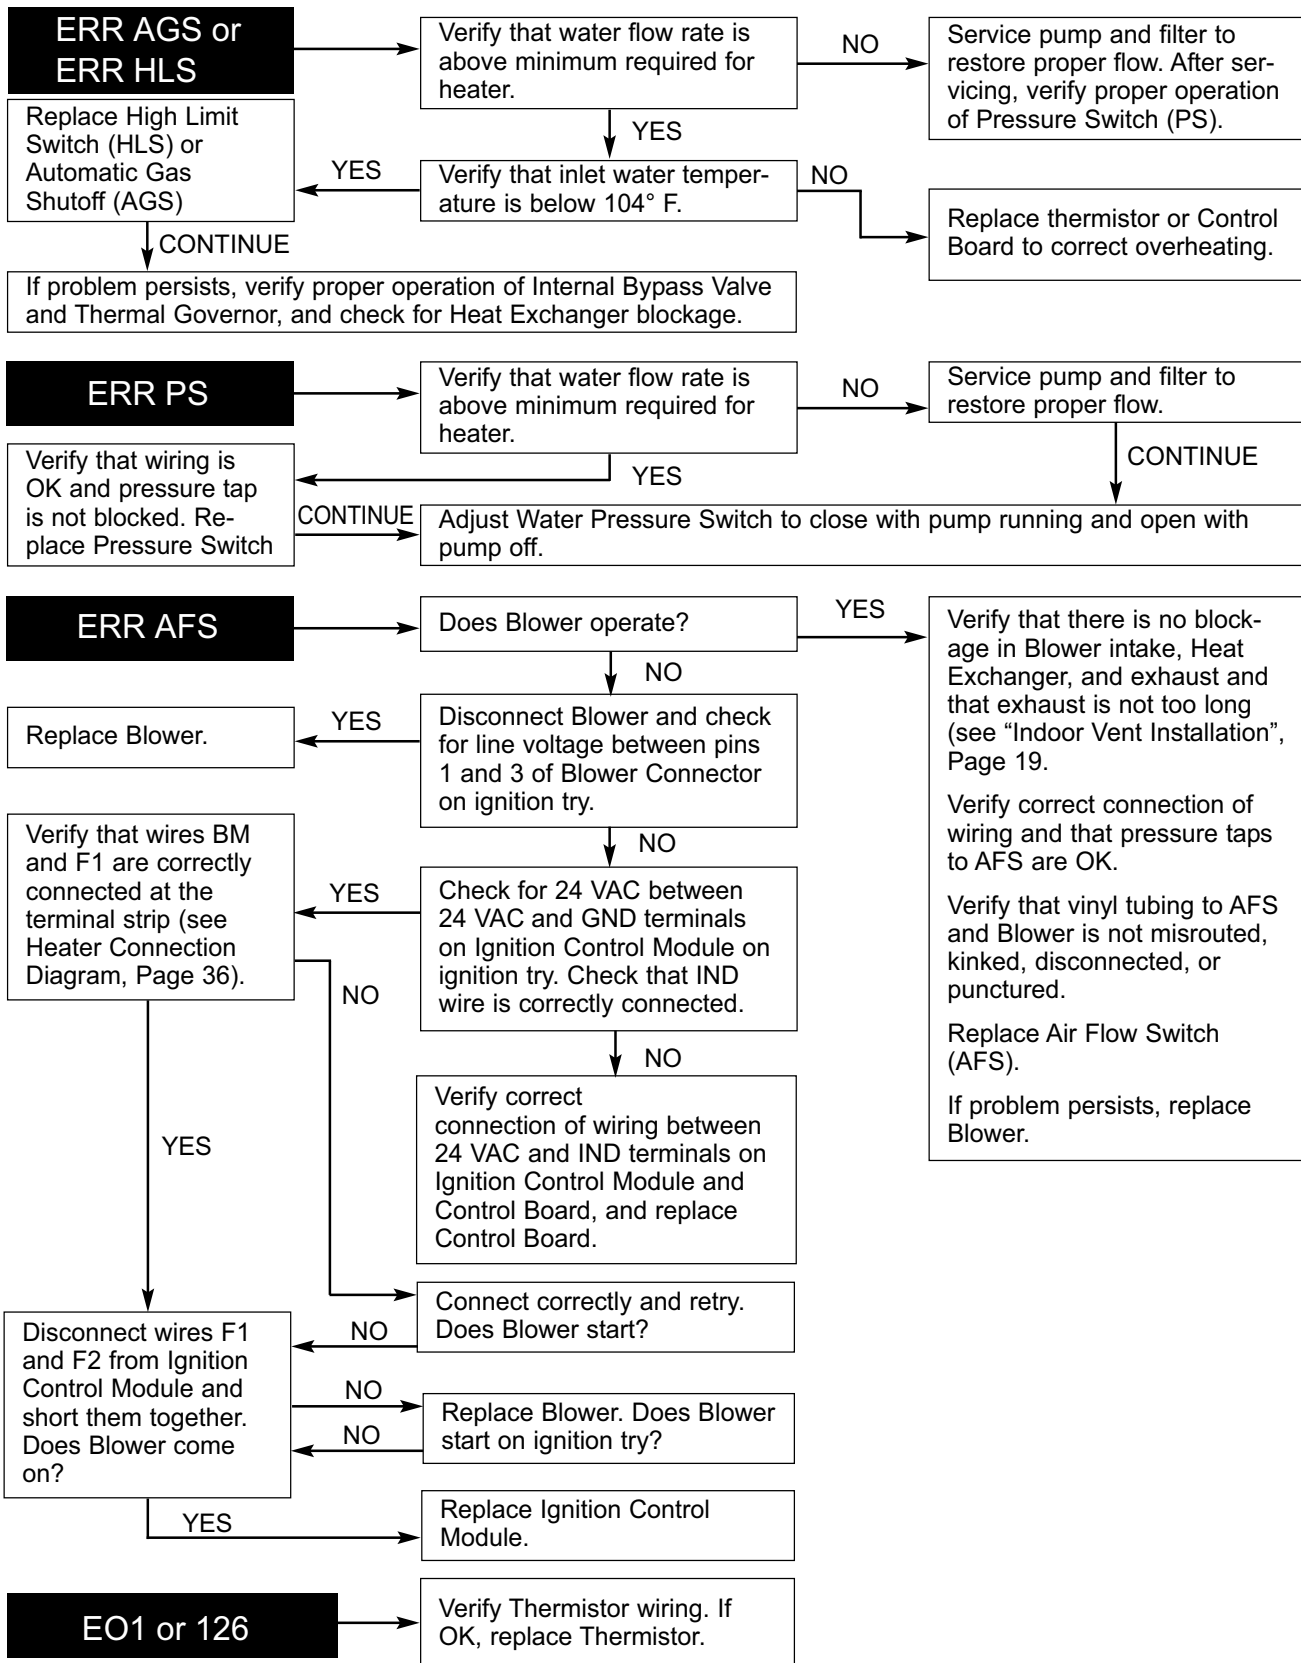 ERR AGS or
ERR HLS
Verify that water flow rate is
above minimum required for
heater.
NO
Service pump and filter to
restore proper flow. After ser-
vicing, verify proper operation
of Pressure Switch (PS).
YES
Replace High Limit
Switch (HLS) or
Automatic Gas
Shutoff (AGS)
YES
Verify that inlet water temper-
ature is below 104° F.
NO
Replace thermistor or Control
Board to correct overheating.
CONTINUE
If problem persists, verify proper operation of Internal Bypass Valve
and Thermal Governor, and check for Heat Exchanger blockage.
ERR PS
Verify that water flow rate is
above minimum required for
heater.
NO
Service pump and filter to
restore proper flow.
YES
CONTINUE
Verify that wiring is
OK and pressure tap
is not blocked. Re-
place Pressure Switch
CONTINUE
Adjust Water Pressure Switch to close with pump running and open with
pump off.
ERR AFS
Does Blower operate?
YES
Verify that there is no block-
age in Blower intake, Heat
Exchanger, and exhaust and
that exhaust is not too long
(see “Indoor Vent Installation”,
Page 19.
Verify correct connection of
wiring and that pressure taps
to AFS are OK.
Verify that vinyl tubing to AFS
and Blower is not misrouted,
kinked, disconnected, or
punctured.
Replace Air Flow Switch
(AFS).
If problem persists, replace
Blower.
NO
Replace Blower.
YES
Disconnect Blower and check
for line voltage between pins
1 and 3 of Blower Connector
on ignition try.
NO
Verify that wires BM
and F1 are correctly
connected at the
terminal strip (see
Heater Connection
Diagram, Page 36).
YES
Check for 24 VAC between
24 VAC and GND terminals
on Ignition Control Module on
ignition try. Check that IND
wire is correctly connected.
NO
NO
Verify correct
connection of wiring between
24 VAC and IND terminals on
Ignition Control Module and
Control Board, and replace
Control Board.
YES
Connect correctly and retry.
Does Blower start?
NO
Disconnect wires F1
and F2 from Ignition
Control Module and
short them together.
Does Blower come
on?
NO
NO
Replace Blower. Does Blower
start on ignition try?
YES
Replace Ignition Control
Module.
EO1 or 126
Verify Thermistor wiring. If
OK, replace Thermistor.